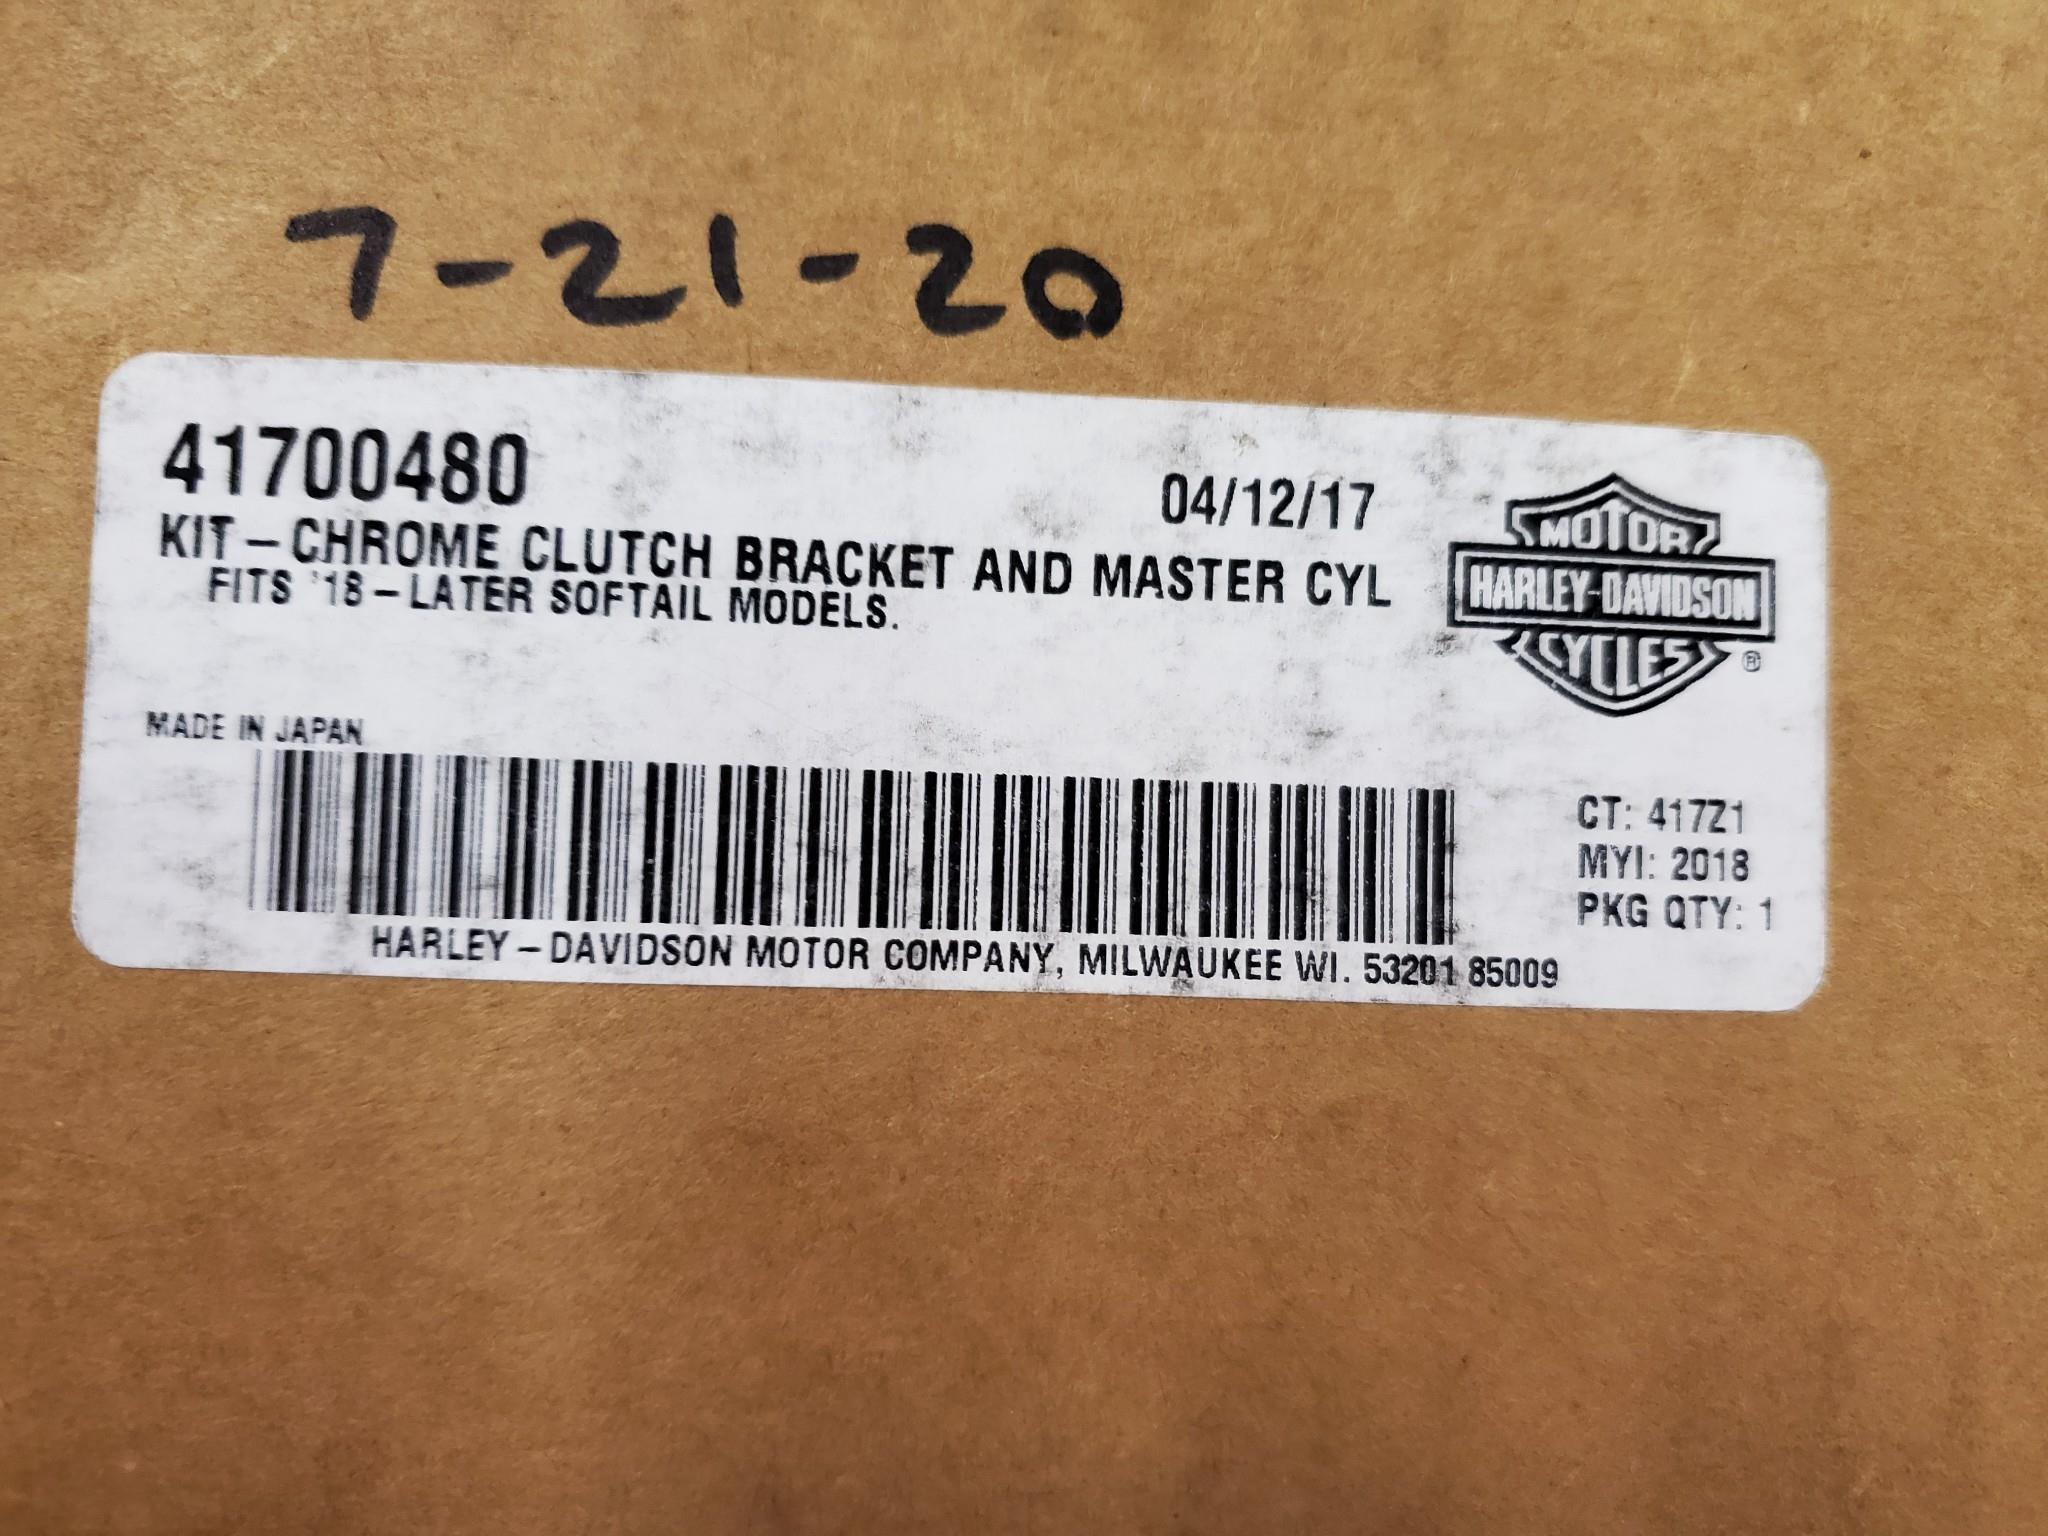 7-21-20
41700480
04/12/17
KIT-CHROME CLUTCH BRACKET AND MASTER CYL
FITS '18-LATER SOFTAIL MODELS.
MOTOR
HARLEY-DAVIDSON
CYCLES
®
MADE IN JAPAN
CT: 417Z1
MYI: 2018
PKG QTY: 1
HARLEY-DAVIDSON MOTOR COMPANY, MILWAUKEE WI. 53201 85009